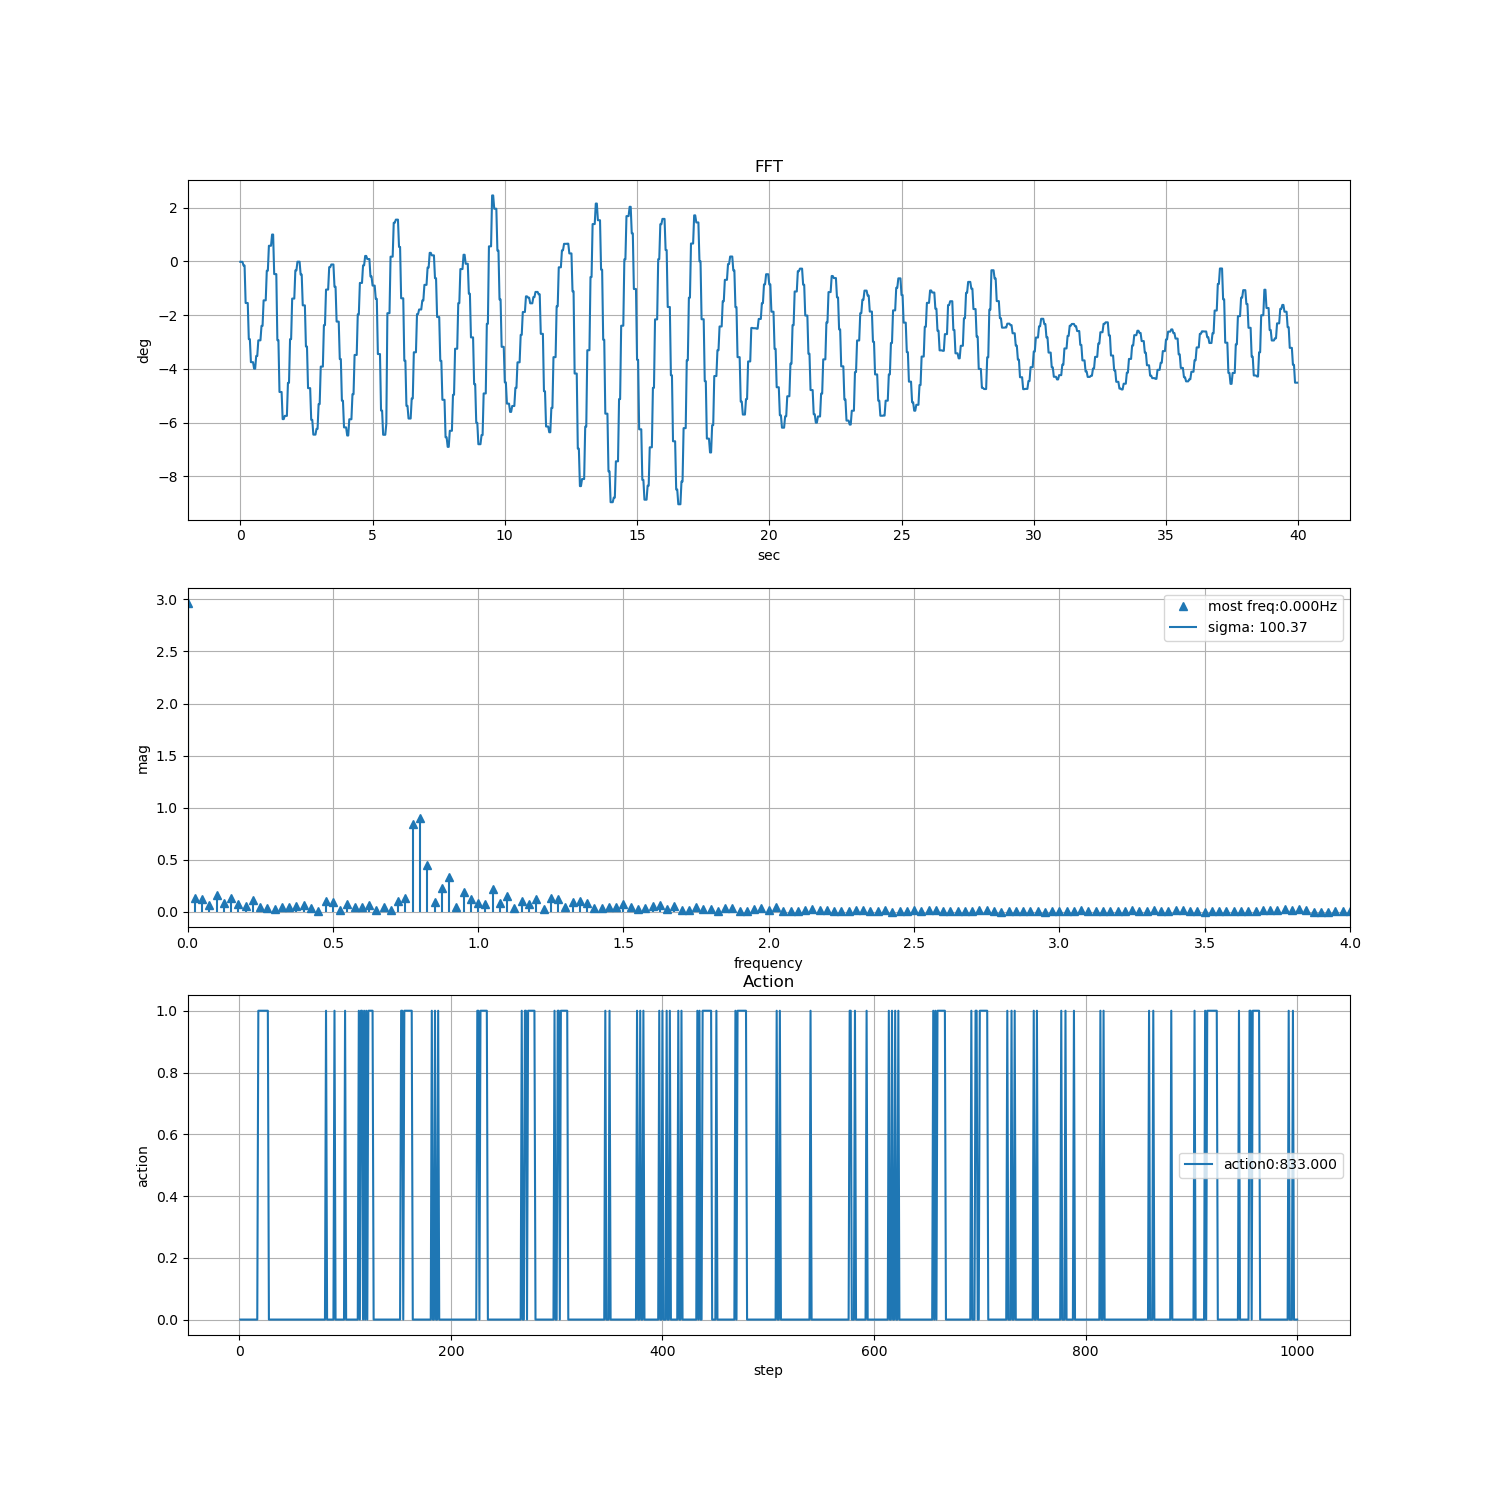 FFT
2
0
−2
−4
−6
−8
deg
0 5 10 15 20 25 30 35 40
sec
3.0
2.5
2.0
1.5
1.0
0.5
0.0
mag
most freq:0.000Hz
sigma: 100.37
0.0 0.5 1.0 1.5 2.0 2.5 3.0 3.5 4.0
frequency
Action
1.0
0.8
0.6
0.4
0.2
0.0
action
action0:833.000
0 200 400 600 800 1000
step